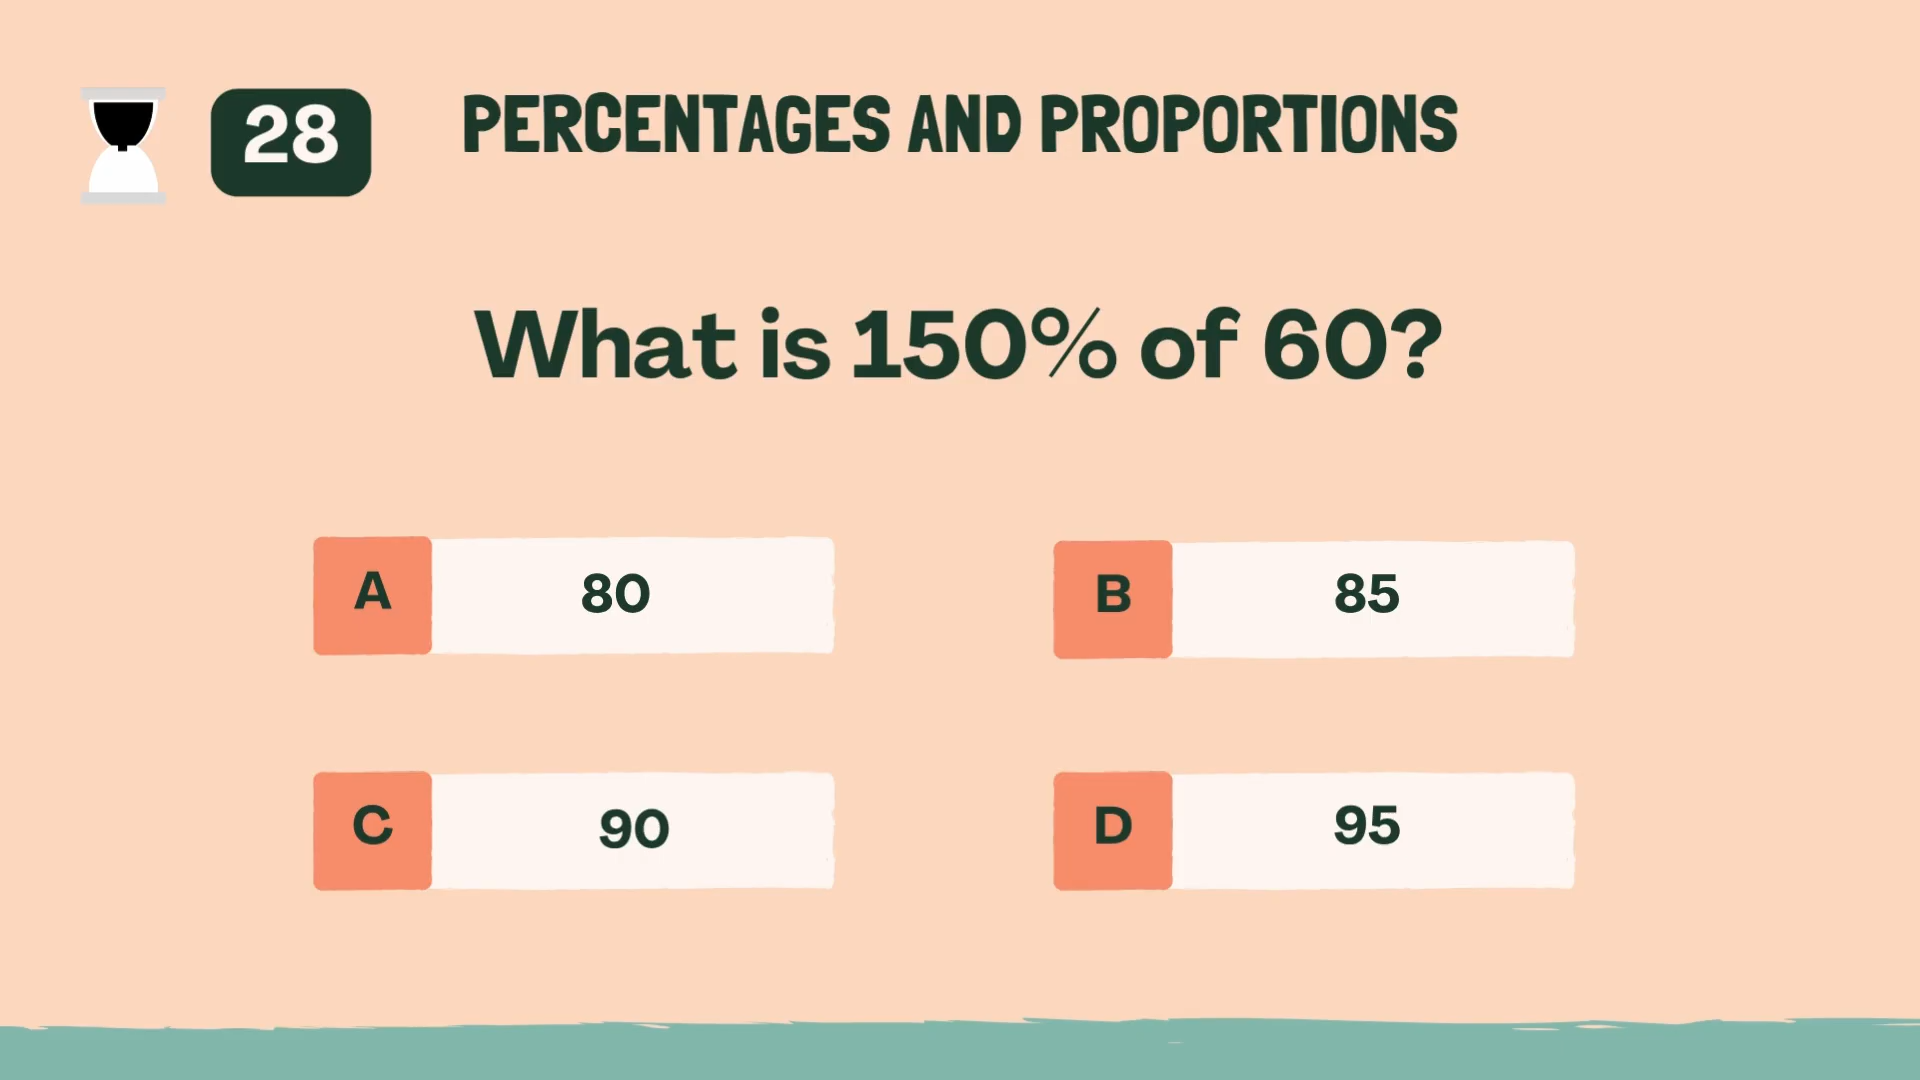 28
PERCENTAGES AND PROPORTIONS
What is 150% of 60?
A 80
B 85
C 90
D 95